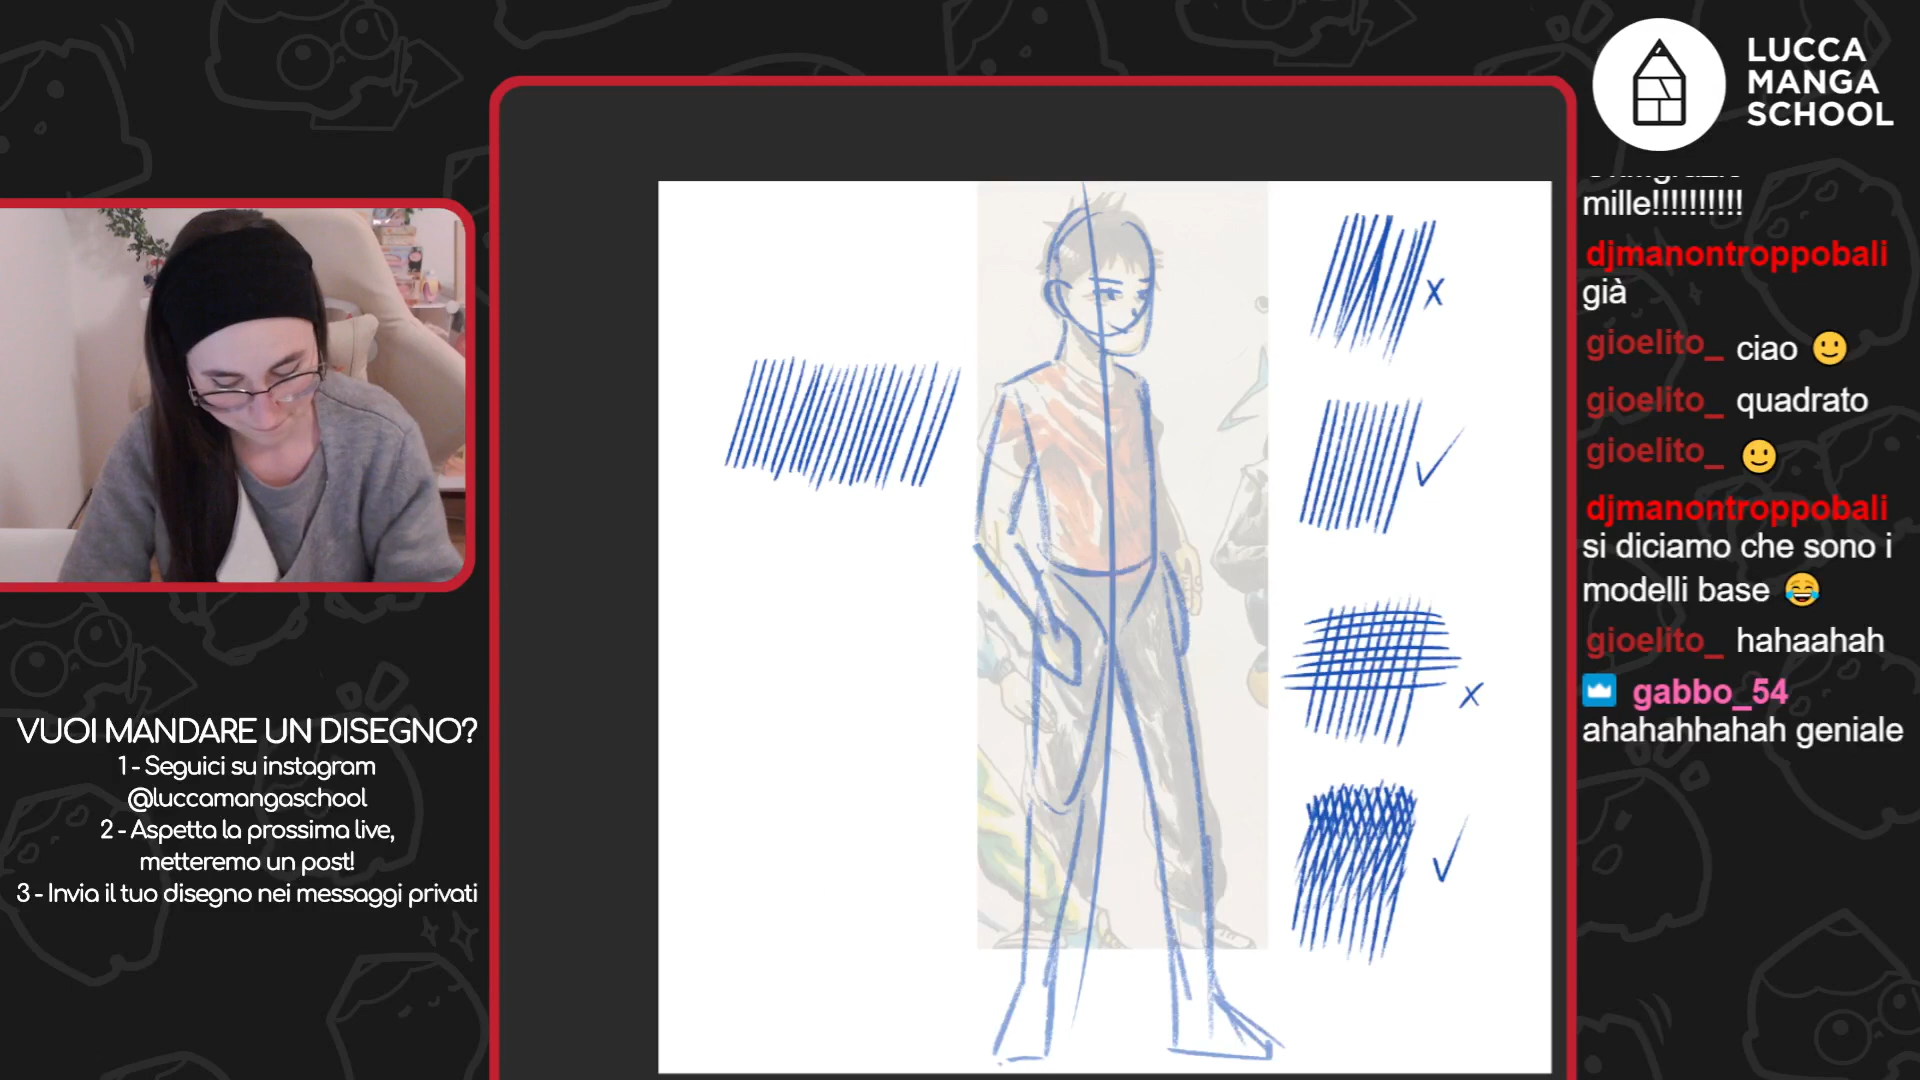 LUCCA
MANGA
SCHOOL
mille!!!!!!!!!!
djmanontroppobali
già
gioelito_ ciao 🙂
gioelito_ quadrato
gioelito_ 🙂
djmanontroppobali
si diciamo che sono i
modelli base 😂
gioelito_ hahaahah
gabbo_54
ahahahhahah geniale
VUOI MANDARE UN DISEGNO?
1 - Seguici su instagram
@luccamangaschool
2 - Aspetta la prossima live,
metteremo un post!
3 - Invia il tuo disegno nei messaggi privati